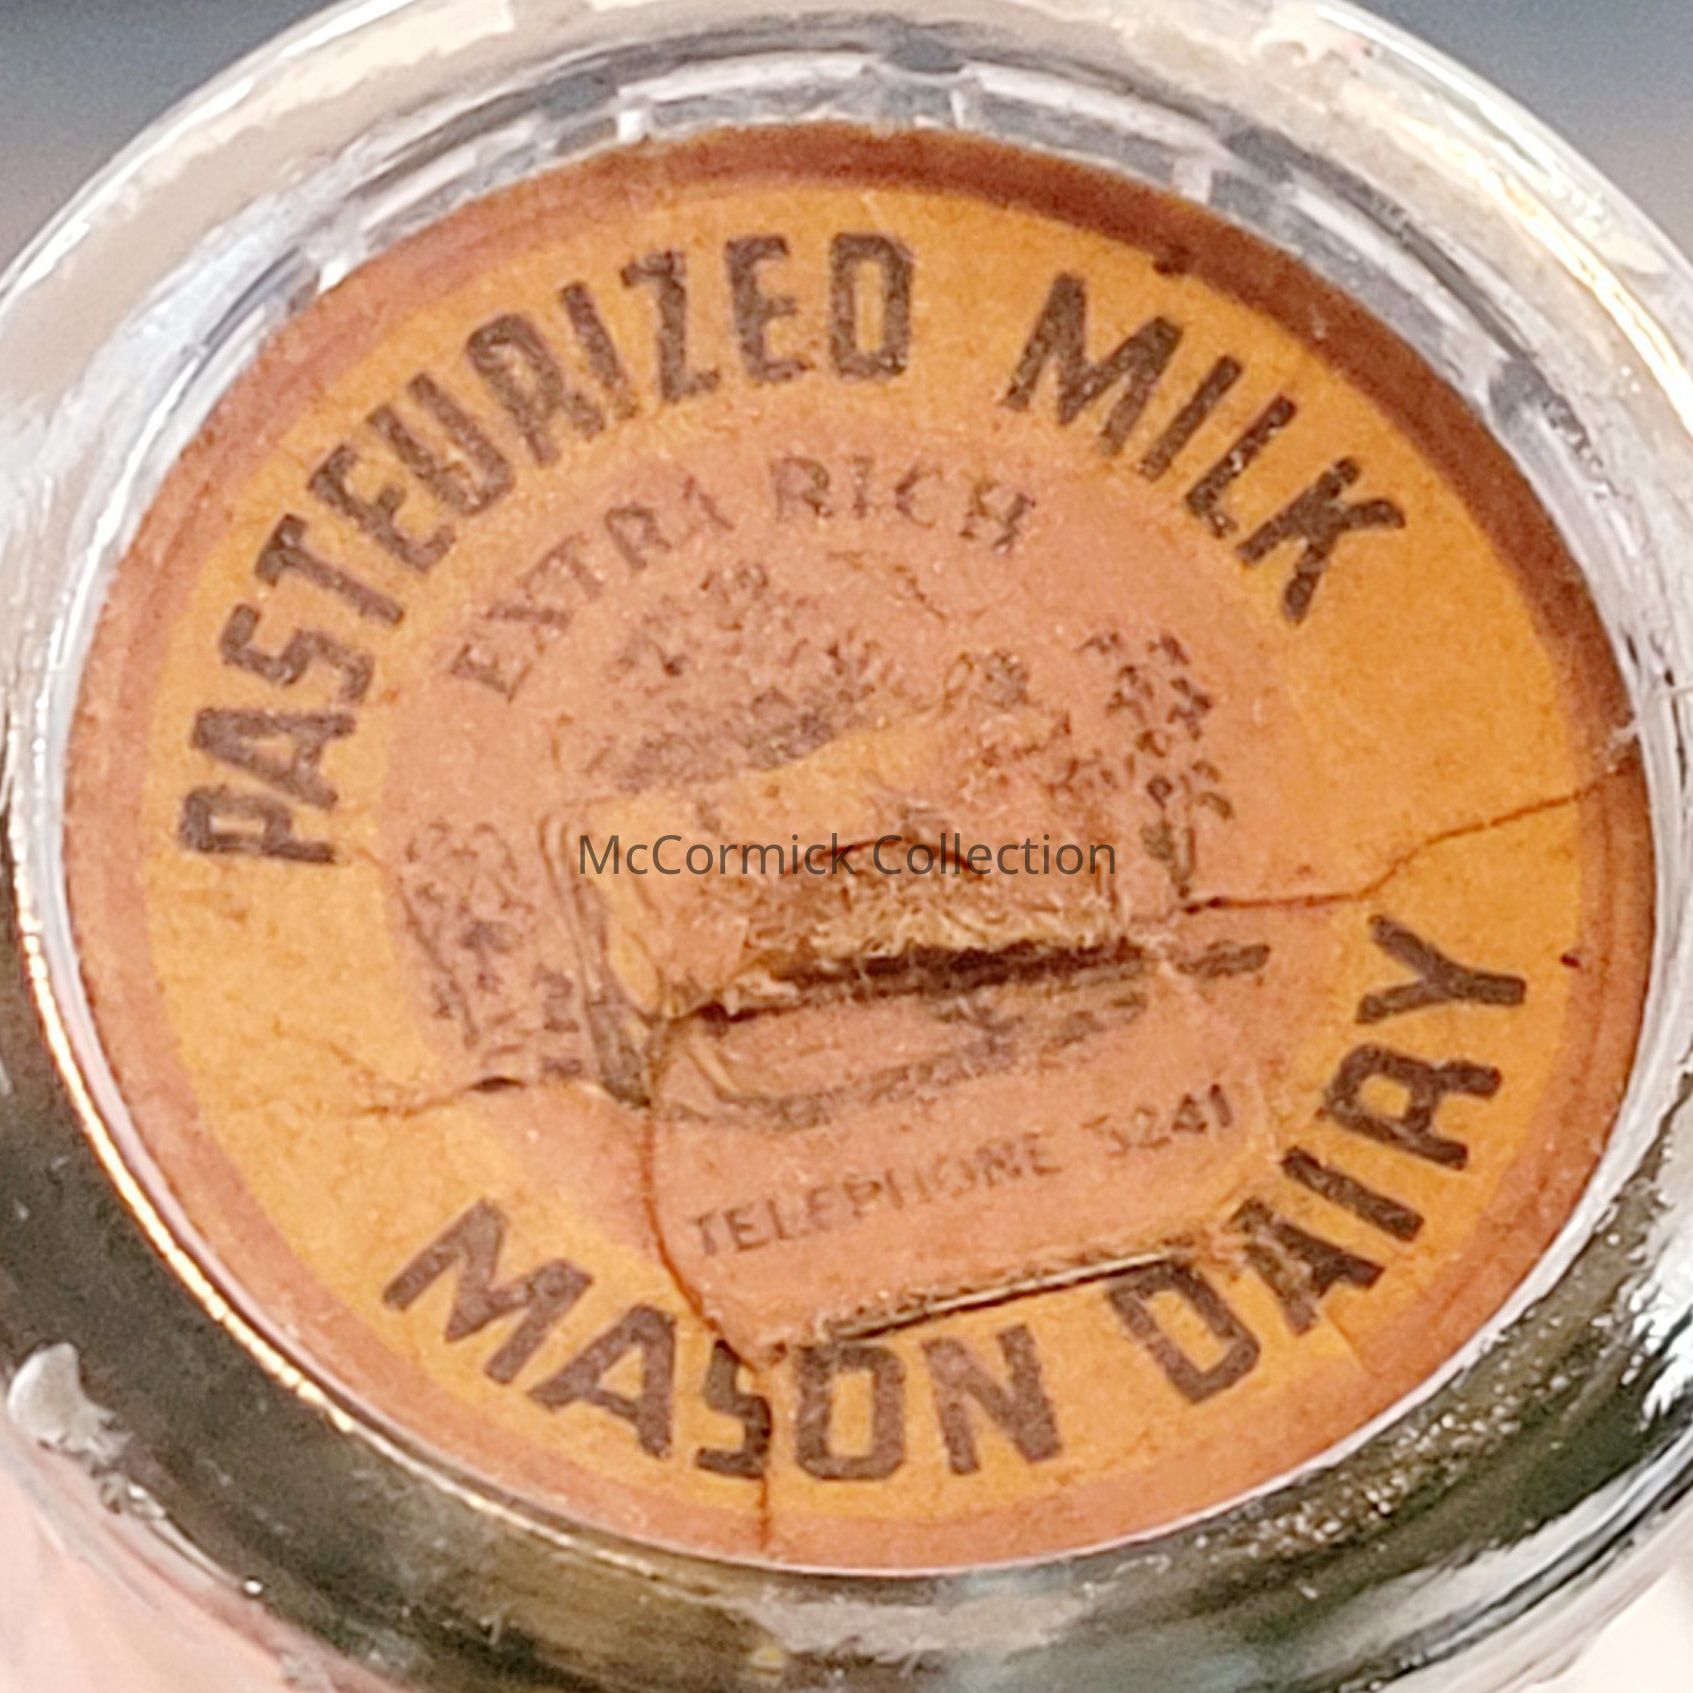 PASTEURIZED MILK
EXTRA RICH
McCormick Collection
TELEPHONE 3241
MASON DAIRY